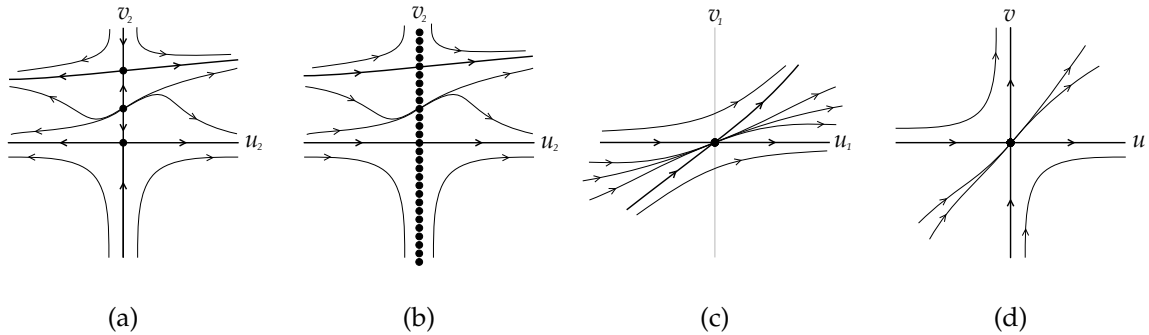 v₂ v₂ v₁ v
u₂ u₂ u₁ u
(a) (b) (c) (d)